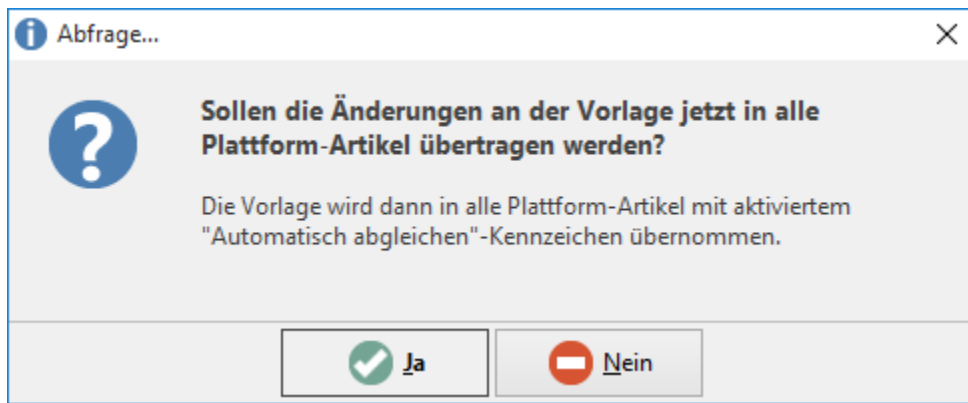 Abfrage...
Sollen die Änderungen an der Vorlage jetzt in alle
Plattform-Artikel übertragen werden?
Die Vorlage wird dann in alle Plattform-Artikel mit aktiviertem
"Automatisch abgleichen"-Kennzeichen übernommen.
Ja
Nein